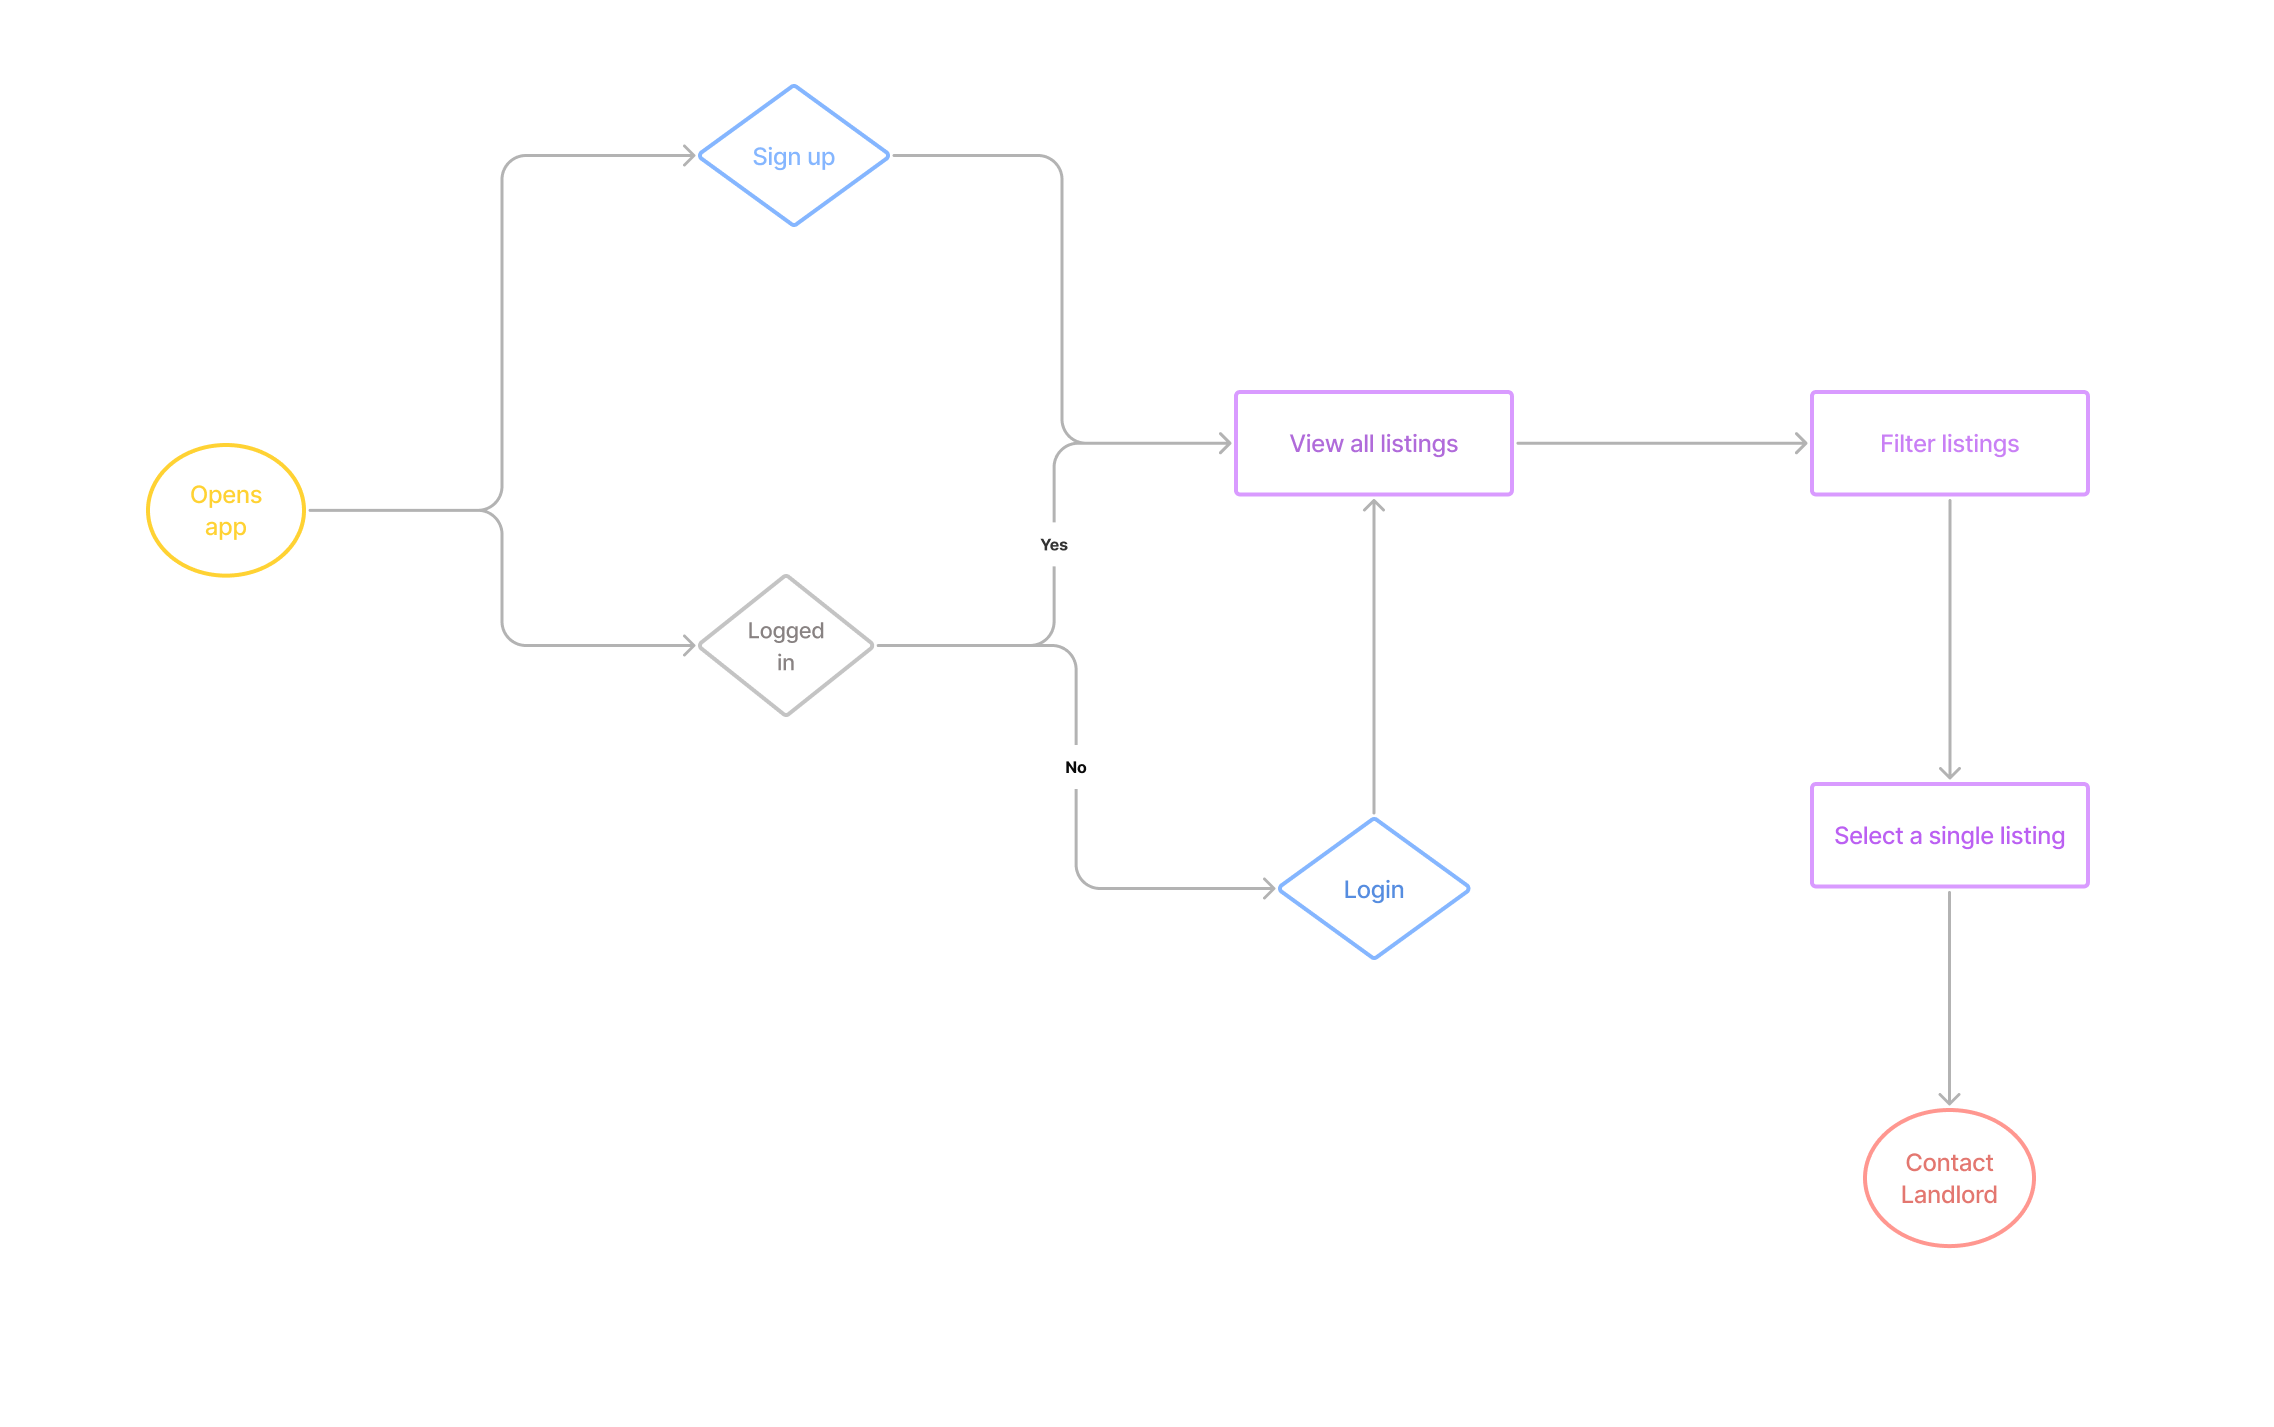 Sign up
View all listings
Filter listings
Opens
app
Yes
Logged
in
No
Select a single listing
Login
Contact
Landlord